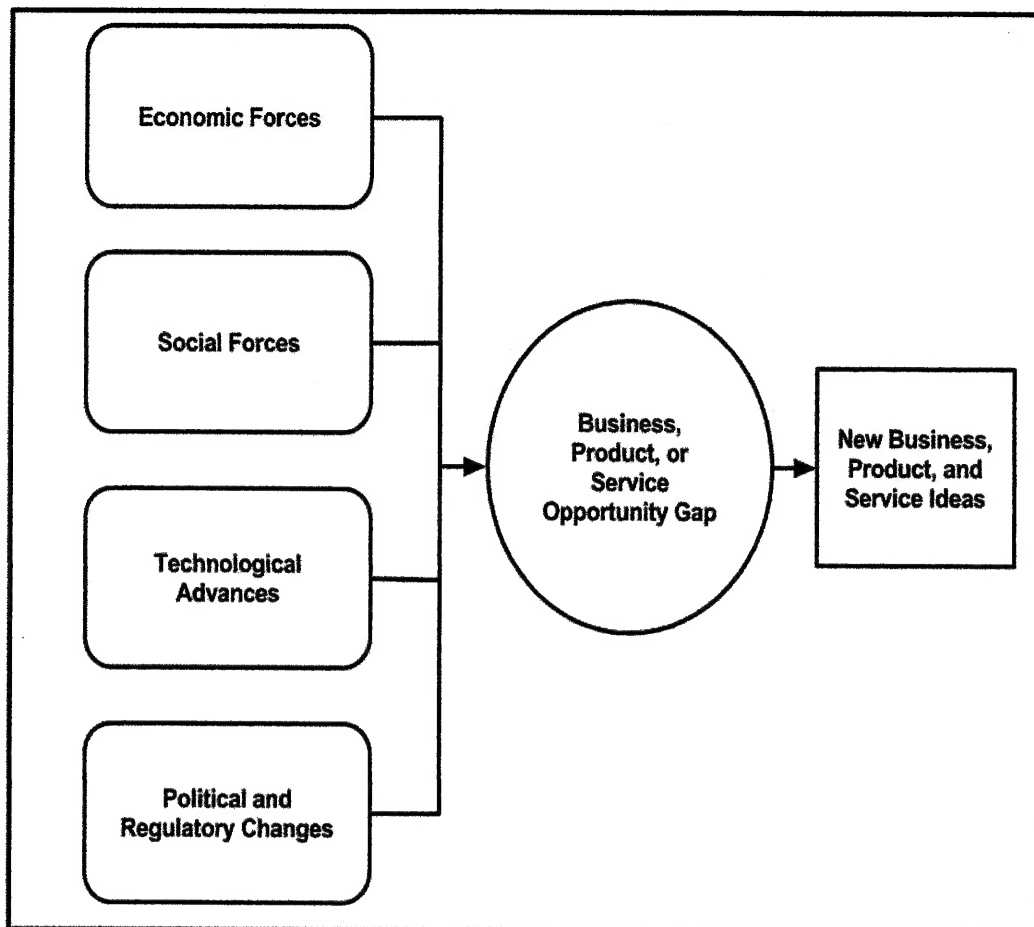 Economic Forces
Social Forces
Technological
Advances
Political and
Regulatory Changes
Business,
Product, or
Service
Opportunity Gap
New Business,
Product, and
Service Ideas